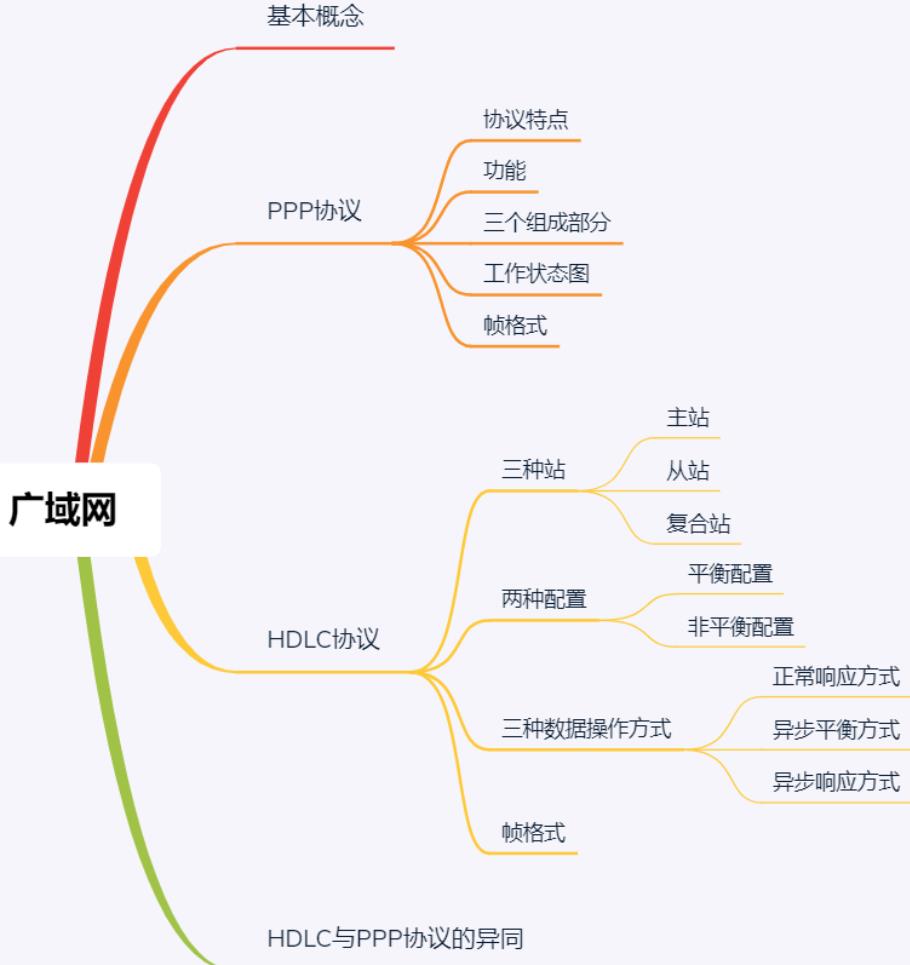 广域网
基本概念
PPP协议
协议特点
功能
三个组成部分
工作状态图
帧格式
HDLC协议
三种站
主站
从站
复合站
两种配置
平衡配置
非平衡配置
三种数据操作方式
正常响应方式
异步平衡方式
异步响应方式
帧格式
HDLC与PPP协议的异同